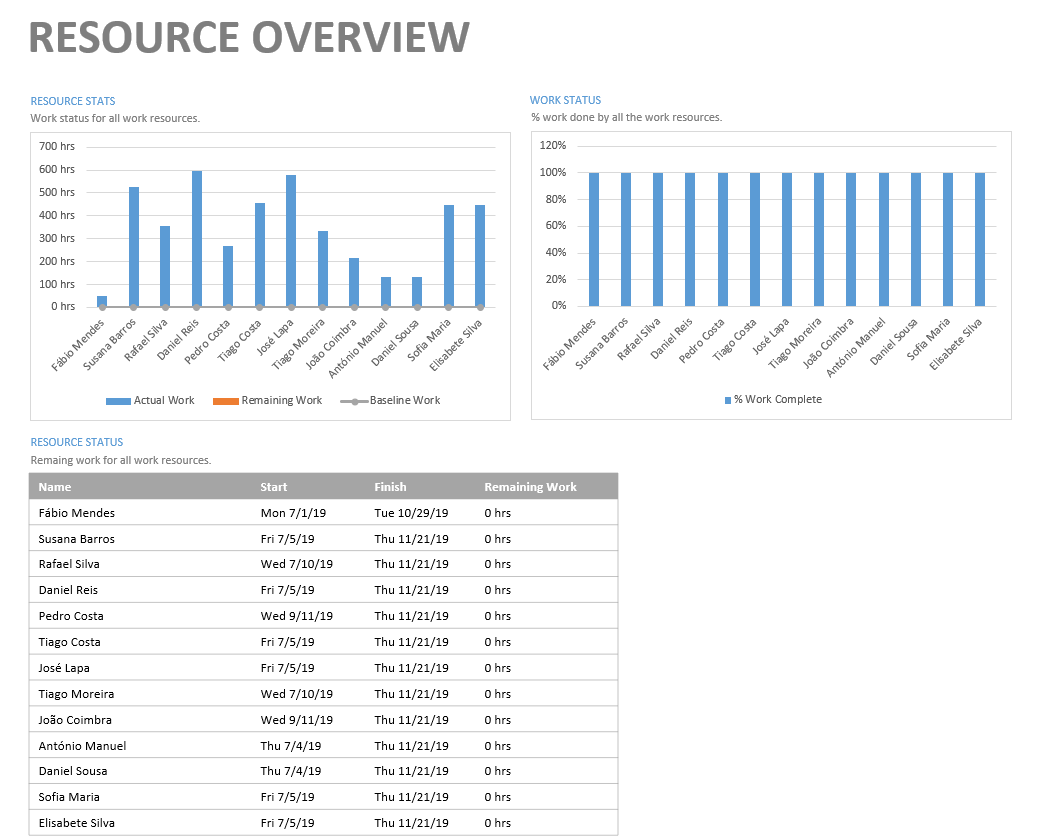 RESOURCE OVERVIEW
RESOURCE STATS
Work status for all work resources.
700 hrs
600 hrs
500 hrs
400 hrs
300 hrs
200 hrs
100 hrs
0 hrs
Fábio Mendes
Susana Barros
Rafael Silva
Daniel Reis
Pedro Costa
Tiago Costa
José Lapa
Tiago Moreira
João Coimbra
António Manuel
Daniel Sousa
Sofia Maria
Elisabete Silva
Actual Work Remaining Work Baseline Work
WORK STATUS
% work done by all the work resources.
120%
100%
80%
60%
40%
20%
0%
Fábio Mendes
Susana Barros
Rafael Silva
Daniel Reis
Pedro Costa
Tiago Costa
José Lapa
Tiago Moreira
João Coimbra
António Manuel
Daniel Sousa
Sofia Maria
Elisabete Silva
% Work Complete
RESOURCE STATUS
Remaing work for all work resources.
Name Start Finish Remaining Work
Fábio Mendes Mon 7/1/19 Tue 10/29/19 0 hrs
Susana Barros Fri 7/5/19 Thu 11/21/19 0 hrs
Rafael Silva Wed 7/10/19 Thu 11/21/19 0 hrs
Daniel Reis Fri 7/5/19 Thu 11/21/19 0 hrs
Pedro Costa Wed 9/11/19 Thu 11/21/19 0 hrs
Tiago Costa Fri 7/5/19 Thu 11/21/19 0 hrs
José Lapa Fri 7/5/19 Thu 11/21/19 0 hrs
Tiago Moreira Wed 7/10/19 Thu 11/21/19 0 hrs
João Coimbra Wed 9/11/19 Thu 11/21/19 0 hrs
António Manuel Thu 7/4/19 Thu 11/21/19 0 hrs
Daniel Sousa Thu 7/4/19 Thu 11/21/19 0 hrs
Sofia Maria Fri 7/5/19 Thu 11/21/19 0 hrs
Elisabete Silva Fri 7/5/19 Thu 11/21/19 0 hrs